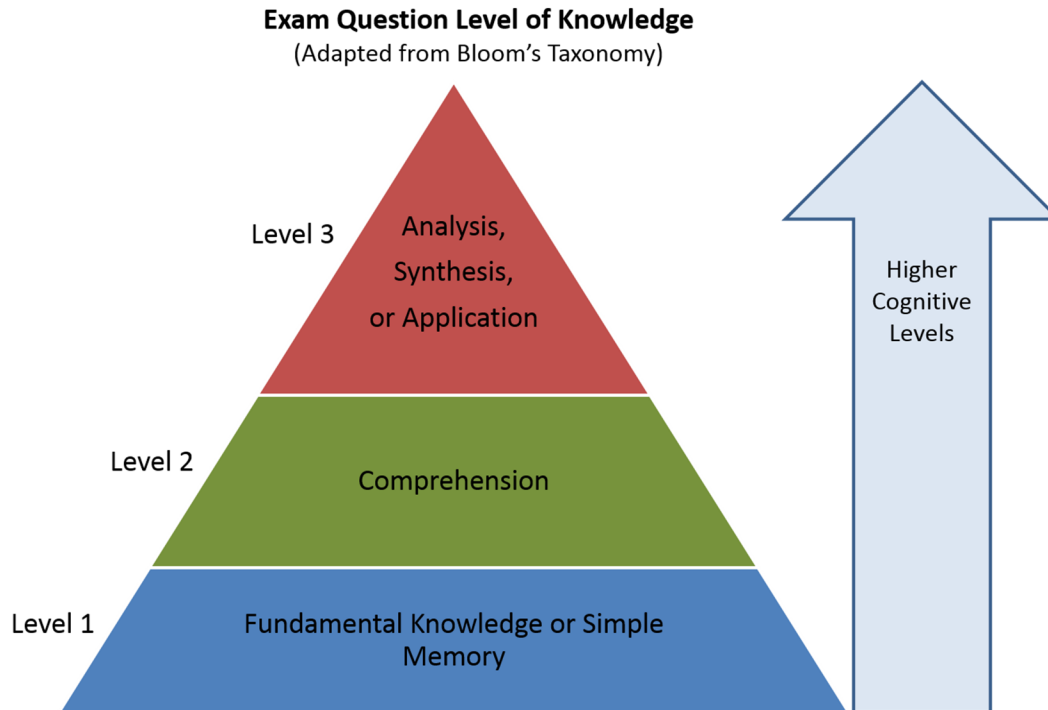 Exam Question Level of Knowledge
(Adapted from Bloom's Taxonomy)
Level 3
Analysis,
Synthesis,
or Application
Higher
Cognitive
Levels
Level 2
Comprehension
Level 1
Fundamental Knowledge or Simple
Memory